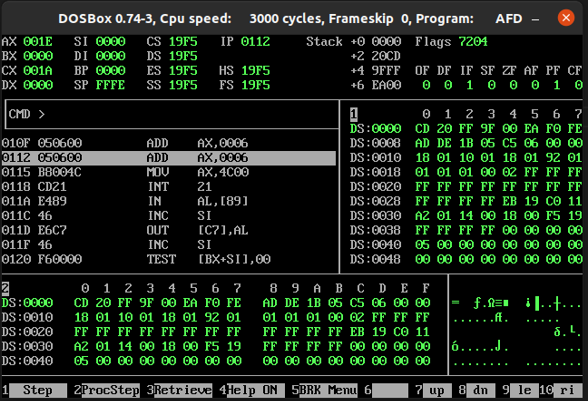 DOSBox 0.74-3, Cpu speed: 3000 cycles, Frameskip 0, Program: AFD
AX 001E SI 0000 CS 19F5 IP 0112 Stack +0 0000 Flags 7204
BX 0000 DI 0000 DS 19F5 +2 20CD
CX 001A BP 0000 ES 19F5 HS 19F5 +4 9FFF OF DF IF SF ZF AF PF CF
DX 0000 SP FFFE SS 19F5 FS 19F5 +6 EA00 0 0 1 0 0 0 1 0
CMD >
1 0 1 2 3 4 5 6 7
DS:0000 CD 20 FF 9F 00 EA F0 FE
DS:0008 AD DE 1B 05 C5 06 00 00
DS:0010 18 01 10 01 18 01 92 01
DS:0018 01 01 01 00 02 FF FF FF
DS:0020 FF FF FF FF FF FF FF FF
DS:0028 FF FF FF FF EB 19 C0 11
DS:0030 A2 01 14 00 18 00 F5 19
DS:0038 FF FF FF FF 00 00 00 00
DS:0040 05 00 00 00 00 00 00 00
DS:0048 00 00 00 00 00 00 00 00
010F 050600 ADD AX,0006
0112 050600 ADD AX,0006
0115 B8004C MOV AX,4C00
0118 CD21 INT 21
011A E489 IN AL,[89]
011C 46 INC SI
011D E6C7 OUT [C7],AL
011F 46 INC SI
0120 F60000 TEST [BX+SI],00
2 0 1 2 3 4 5 6 7 8 9 A B C D E F
DS:0000 CD 20 FF 9F 00 EA F0 FE AD DE 1B 05 C5 06 00 00
DS:0010 18 01 10 01 18 01 92 01 01 01 01 00 02 FF FF FF
DS:0020 FF FF FF FF FF FF FF FF FF FF FF FF EB 19 C0 11
DS:0030 A2 01 14 00 18 00 F5 19 FF FF FF FF 00 00 00 00
DS:0040 05 00 00 00 00 00 00 00 00 00 00 00 00 00 00 00
= ƒ.Ω≡■ ¡▐..┼...
......Æ. ........
........ ....δ.└.
ó.....J. ........
........ ........
1 Step 2 ProcStep 3 Retrieve 4 Help ON 5 BRK Menu 6 7 up 8 dn 9 le 10 ri